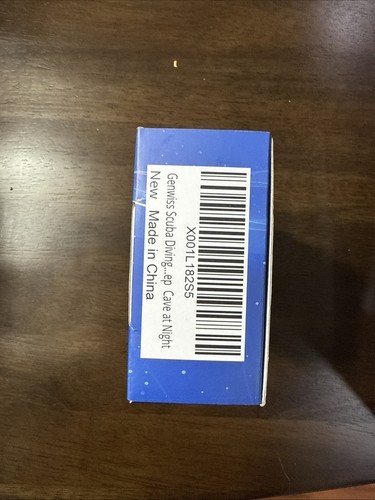 X001L182S5
Genwiss Scuba Diving...ep Cave at Night
New Made in China